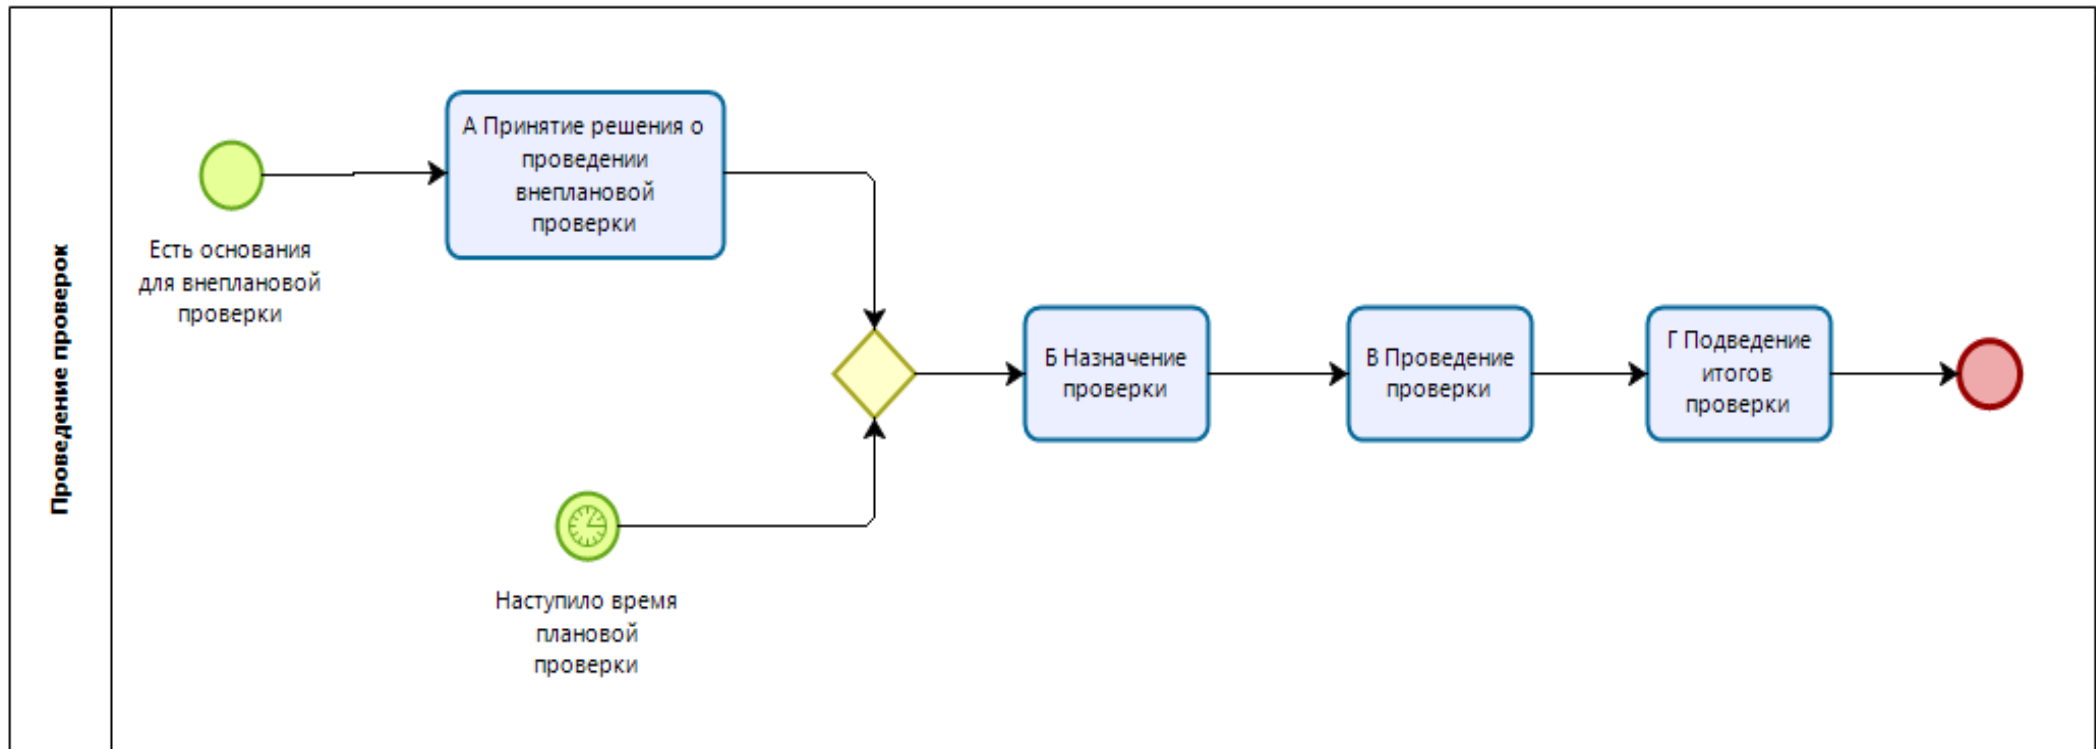 Проведение проверок
А Принятие решения о
проведении
внеплановой
проверки
Есть основания
для внеплановой
проверки
Б Назначение
проверки
В Проведение
проверки
Г Подведение
итогов
проверки
Наступило время
плановой
проверки